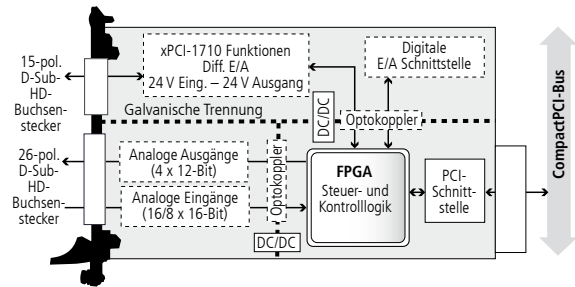 15-pol.
D-Sub-
HD-
Buchsen-
stecker
xPCI-1710 Funktionen
Diff. E/A
24 V Eing. – 24 V Ausgang
Digitale
E/A Schnittstelle
Galvanische Trennung
DC/DC
Optokoppler
26-pol.
D-Sub-
HD-
Buchsen-
stecker
Analoge Ausgänge
(4 x 12-Bit)
Analoge Eingänge
(16/8 x 16-Bit)
Optokoppler
DC/DC
FPGA
Steuer- und
Kontrolllogik
PCI-
Schnitt-
stelle
CompactPCI-Bus